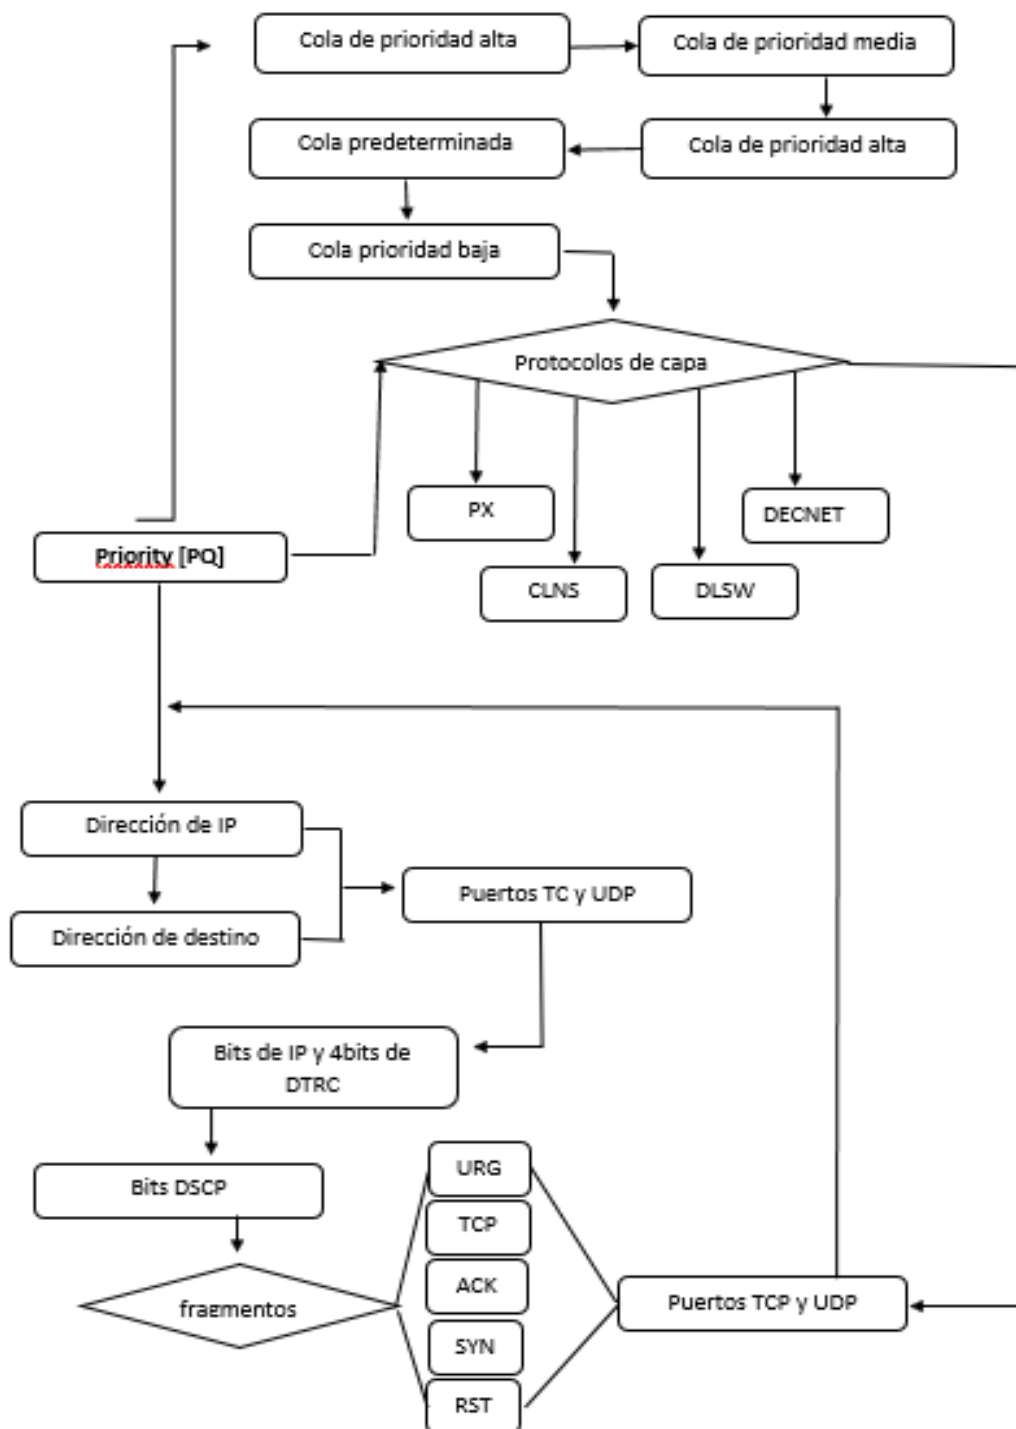 Cola de prioridad alta
Cola de prioridad media
Cola predeterminada
Cola de prioridad alta
Cola prioridad baja
Protocolos de capa
PX
DECNET
Priority [PQ]
CLNS
DLSW
Dirección de IP
Puertos TC y UDP
Dirección de destino
Bits de IP y 4bits de
DTRC
URG
Bits DSCP
TCP
ACK
fragmentos
Puertos TCP y UDP
SYN
RST